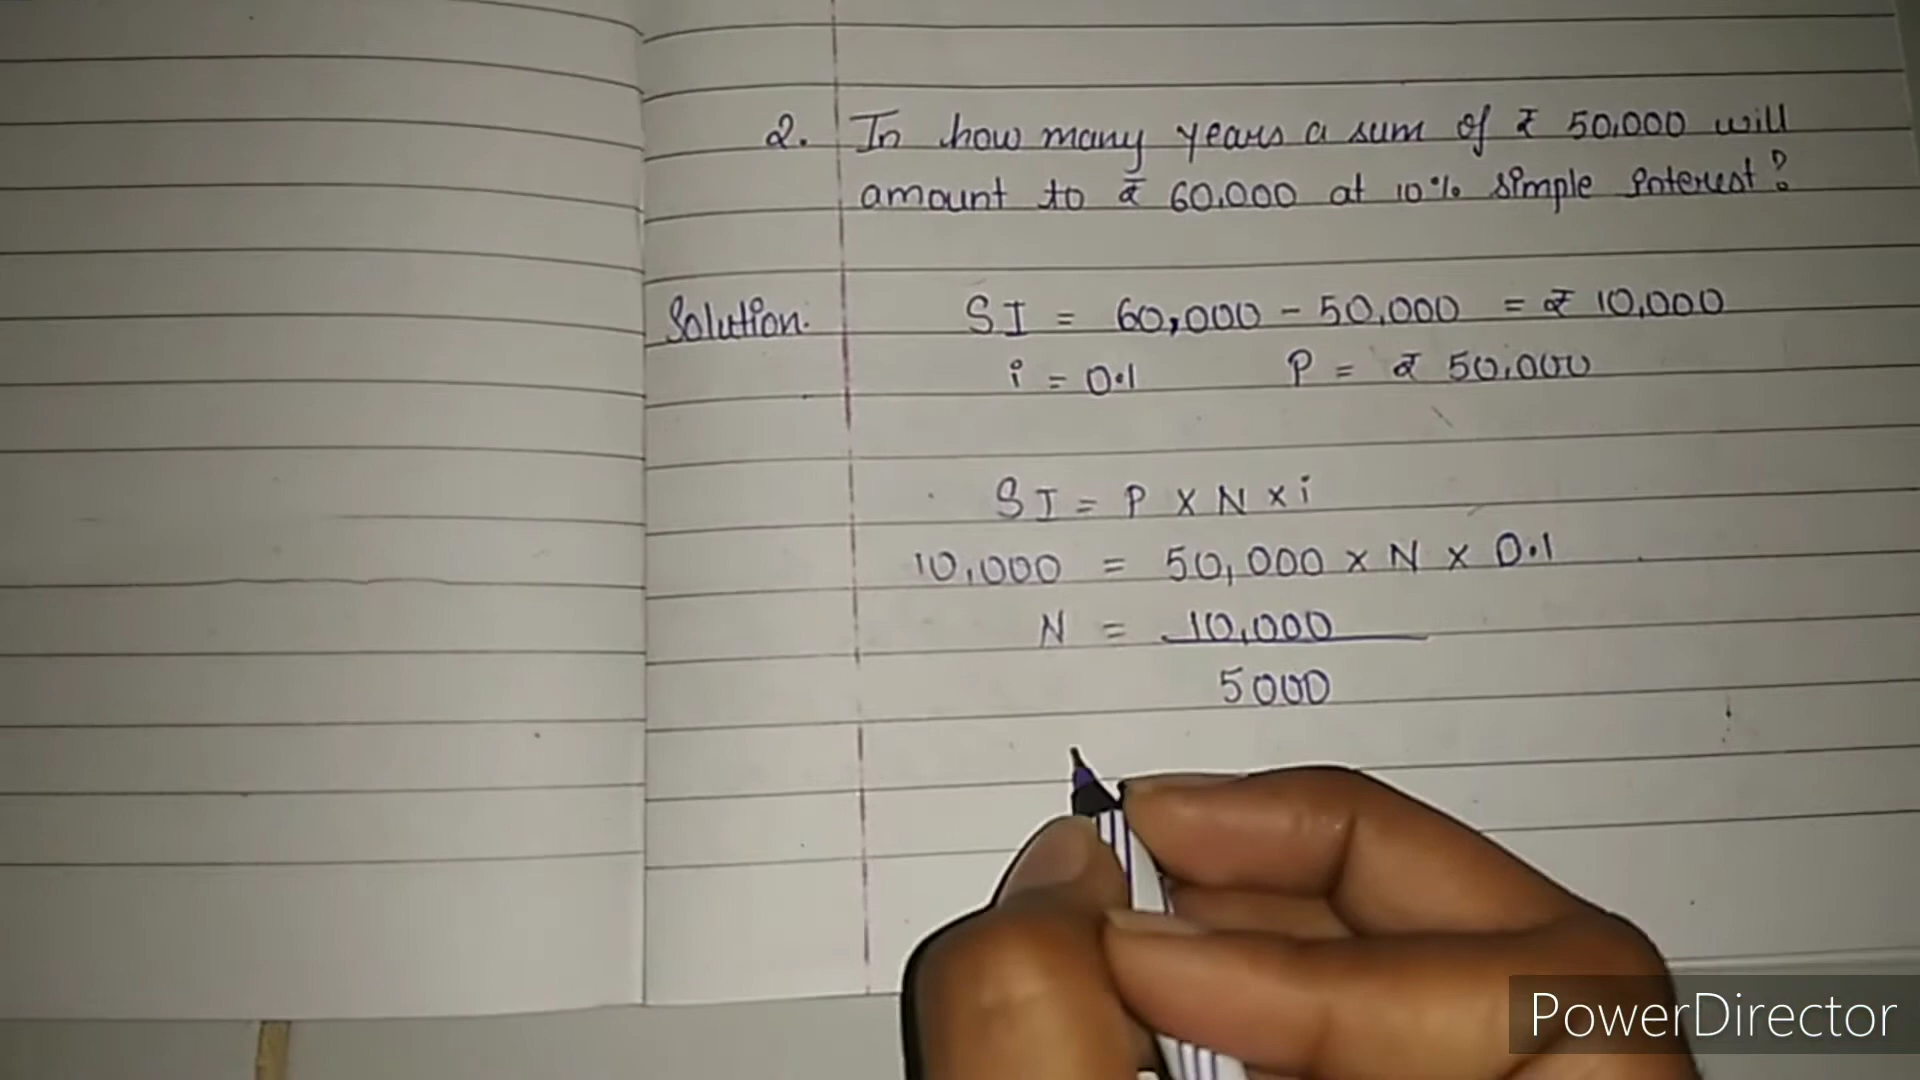 2. In how many years a sum of ₹ 50,000 will
amount to ₹ 60,000 at 10% simple interest?
Solution. SI = 60,000 - 50,000 = ₹ 10,000
i = 0.1 P = ₹ 50,000
SI = P × N × i
10,000 = 50,000 × N × 0.1
N = 10,000
5000
PowerDirector